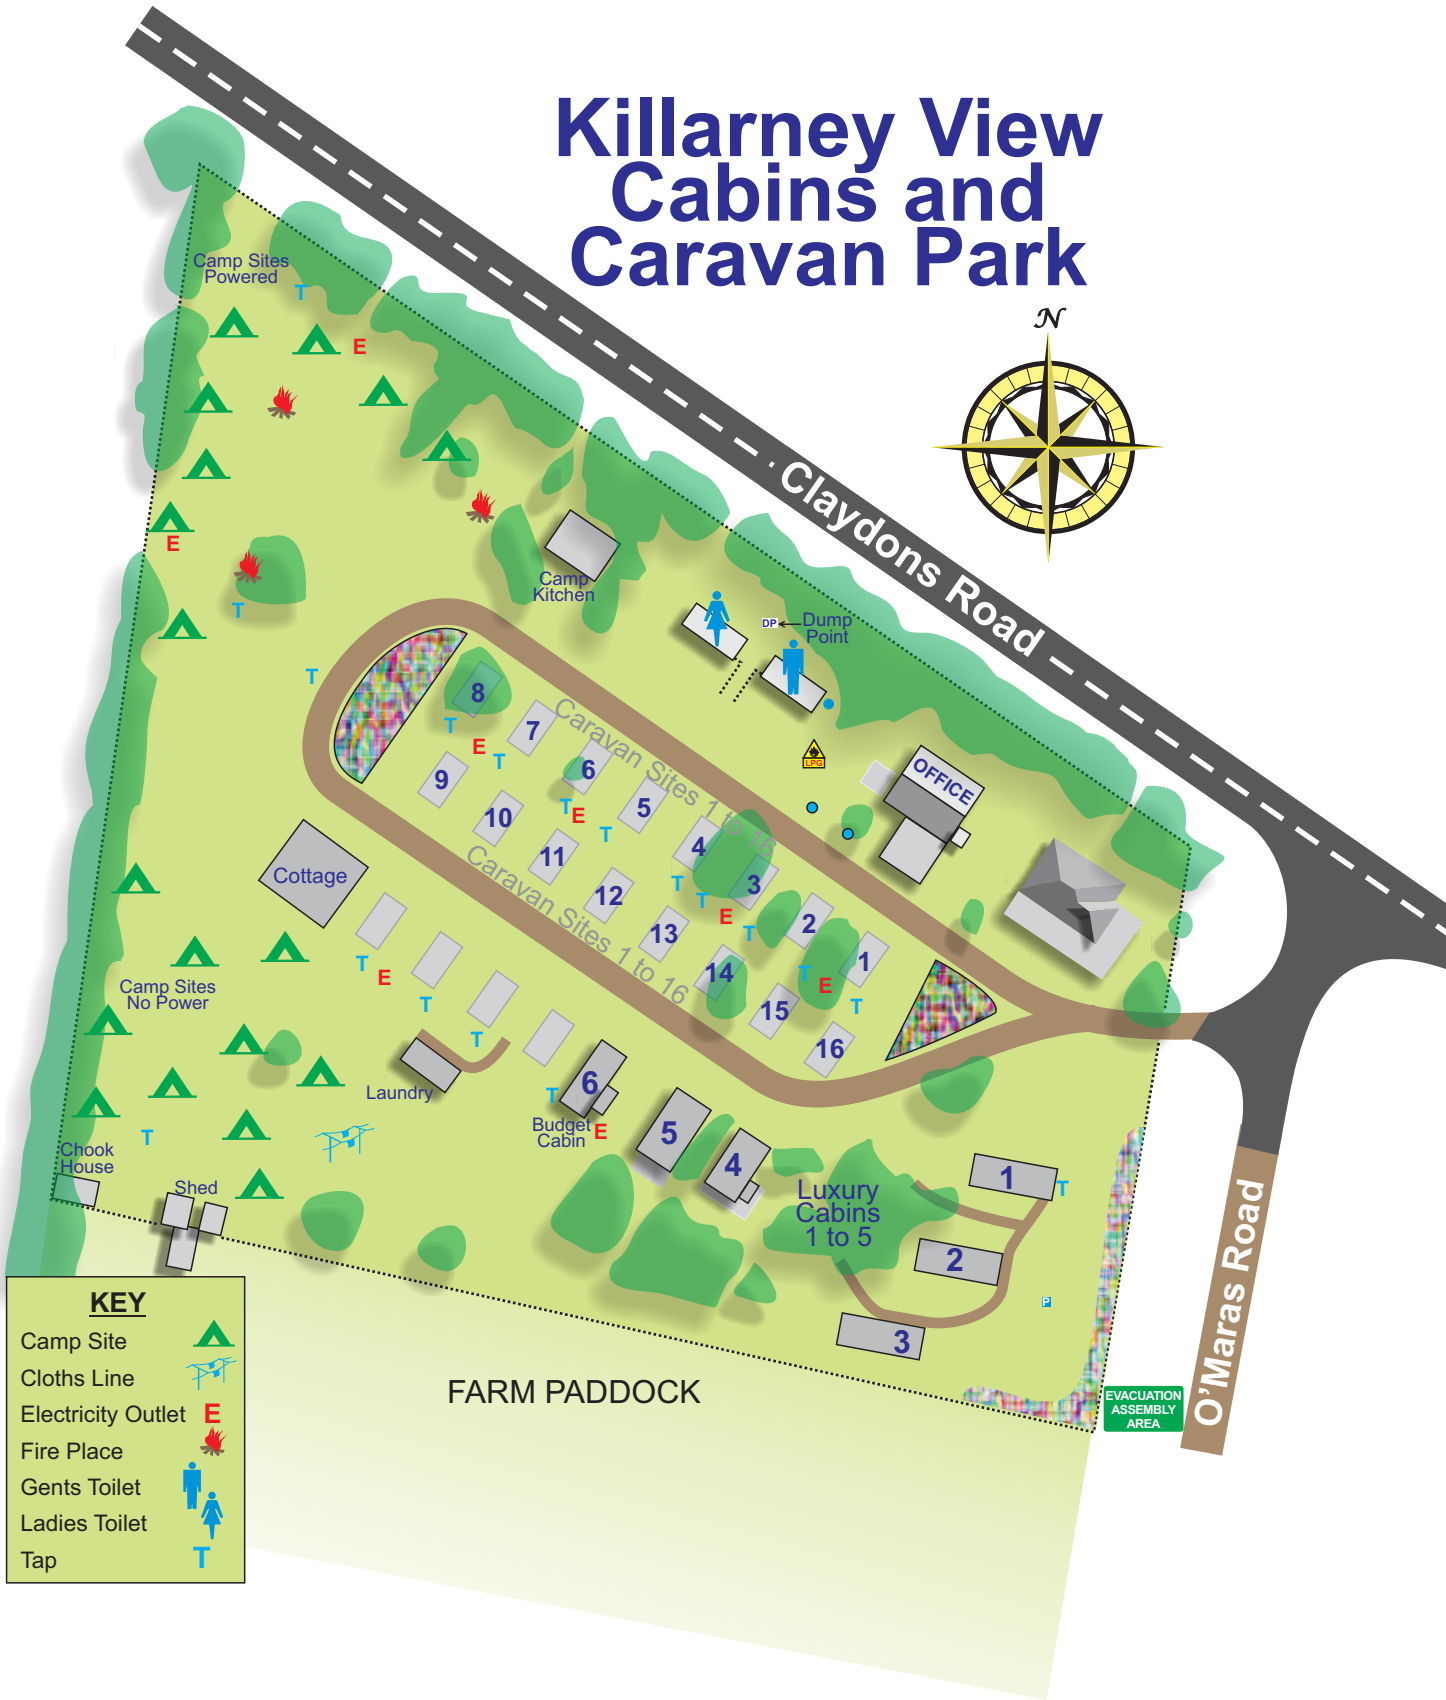 Killarney View
Cabins and
Caravan Park
N
Claydons Road
Camp Sites
Powered
T
E
E
T
Camp
Kitchen
DP
Dump
Point
T
LPG
OFFICE
8
7
6
5
4
3
2
1
Caravan Sites 1 to 16
T
E
T
T
E
T
T
T
E
T
T
E
T
9
10
11
12
13
14
15
16
Caravan Sites 1 to 16
Cottage
T
E
T
T
T
Camp Sites
No Power
Laundry
6
Budget
Cabin
E
5
4
Luxury
Cabins
1 to 5
1
T
2
3
P
T
Chook
House
Shed
O'Maras Road
EVACUATION
ASSEMBLY
AREA
FARM PADDOCK
KEY
Camp Site
Cloths Line
Electricity Outlet E
Fire Place
Gents Toilet
Ladies Toilet
Tap T